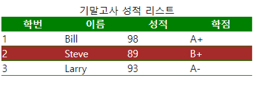 기말고사 성적 리스트
학번 이름 성적 학점
1 Bill 98 A+
2 Steve 89 B+
3 Larry 93 A-